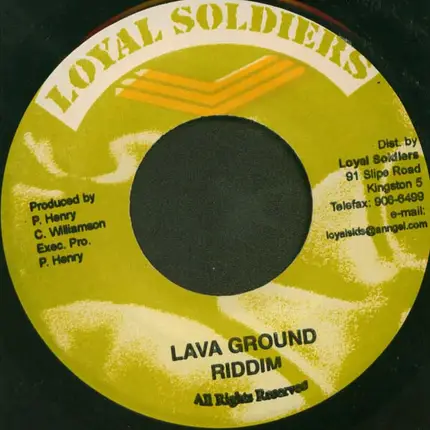 LOYAL SOLDIERS
Produced by
P. Henry
C. Williamson
Exec. Pro.
P. Henry
Dist. by
Loyal Soldiers
91 Slipe Road
Kingston 5
Telefax: 906-6499
e-mail:
loyalslds@anngel.com
LAVA GROUND
RIDDIM
All Rights Reserved